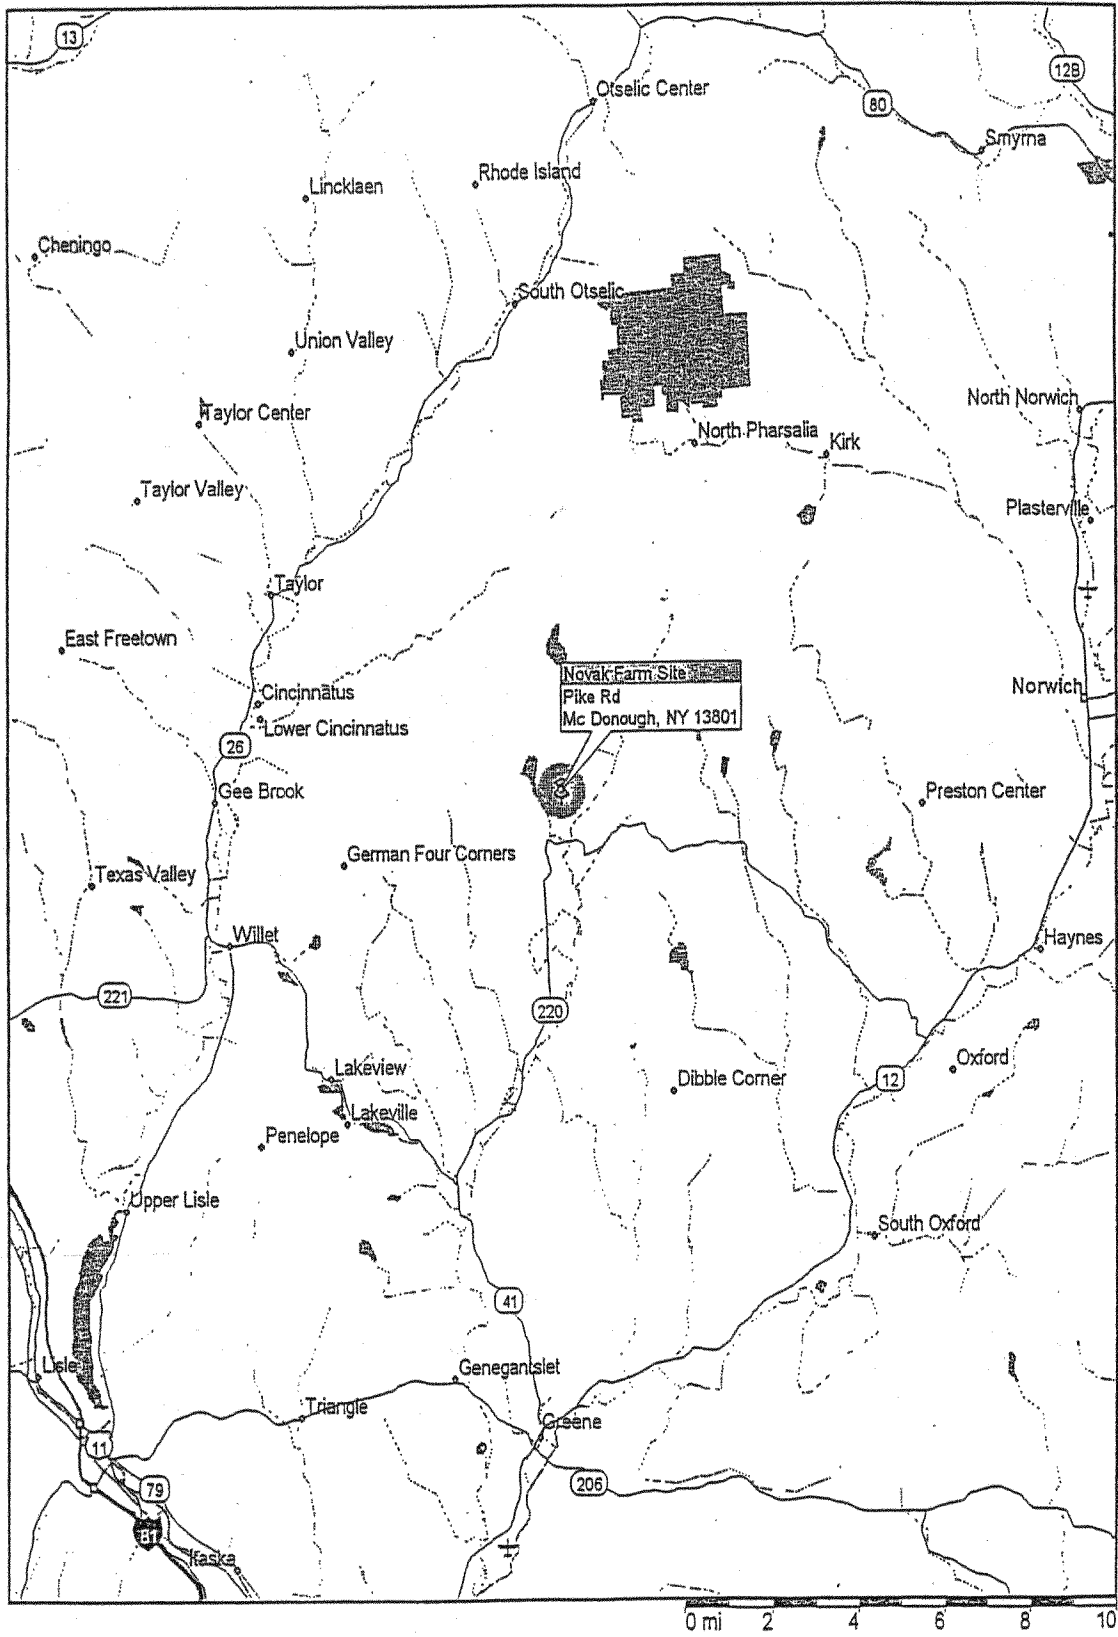 13
Otselic Center
12B
80
Smyrna
Rhode Island
Lincklaen
Cheningo
South Otselic
Union Valley
North Norwich
Taylor Center
North Pharsalia
Kirk
Taylor Valley
Plasterville
Taylor
East Freetown
Novak Farm Site
Pike Rd
Mc Donough, NY 13801
Norwich
Cincinnatus
Lower Cincinnatus
26
Gee Brook
Preston Center
German Four Corners
Texas Valley
Willet
Haynes
221
220
Oxford
Lakeview
Dibble Corner
12
Lakeville
Penelope
Upper Lisle
South Oxford
41
Lisle
Genegantslet
Triangle
Greene
11
206
79
81
Itaska
0 mi 2 4 6 8 10